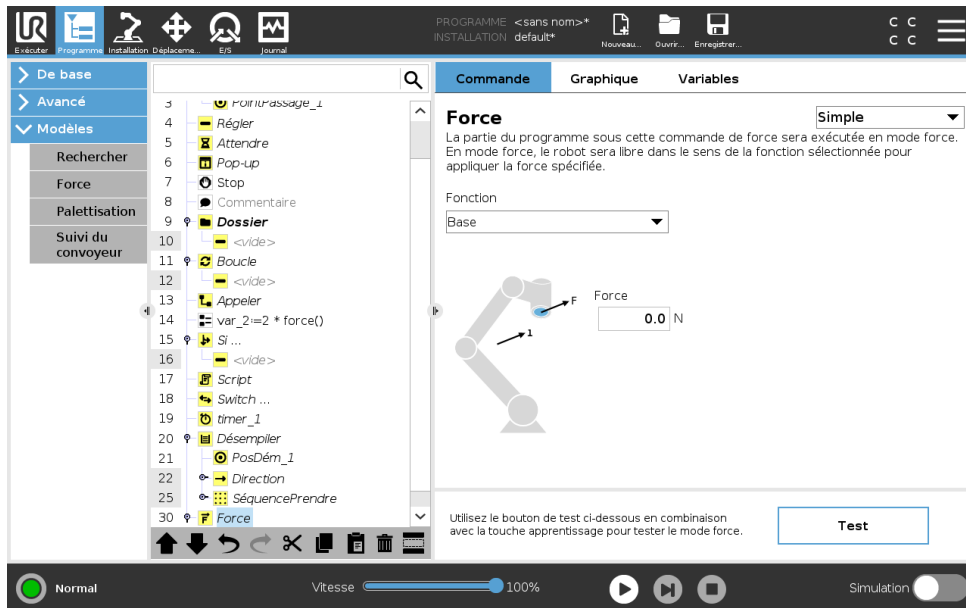 PROGRAMME <sans nom>*
INSTALLATION default*
UR
Exécuter
Programme
Installation
Déplaceme...
E/S
Journal
Nouveau...
Ouvrir...
Enregistrer...
C C
C C
De base
Avancé
Modèles
Rechercher
Force
Palettisation
Suivi du
convoyeur
3 PointPassage_1
4 Régler
5 Attendre
6 Pop-up
7 Stop
8 Commentaire
9 Dossier
10 <vide>
11 Boucle
12 <vide>
13 Appeler
14 var_2:=2 * force()
15 Si ...
16 <vide>
17 Script
18 Switch ...
19 timer_1
20 Désempiler
21 PosDém_1
22 Direction
25 SéquencePrendre
30 Force
Commande
Graphique
Variables
Force
Simple
La partie du programme sous cette commande de force sera exécutée en mode force.
En mode force, le robot sera libre dans le sens de la fonction sélectionnée pour
appliquer la force spécifiée.
Fonction
Base
F
1
Force
0.0 N
Utilisez le bouton de test ci-dessous en combinaison
avec la touche apprentissage pour tester le mode force.
Test
Normal
Vitesse
100%
Simulation